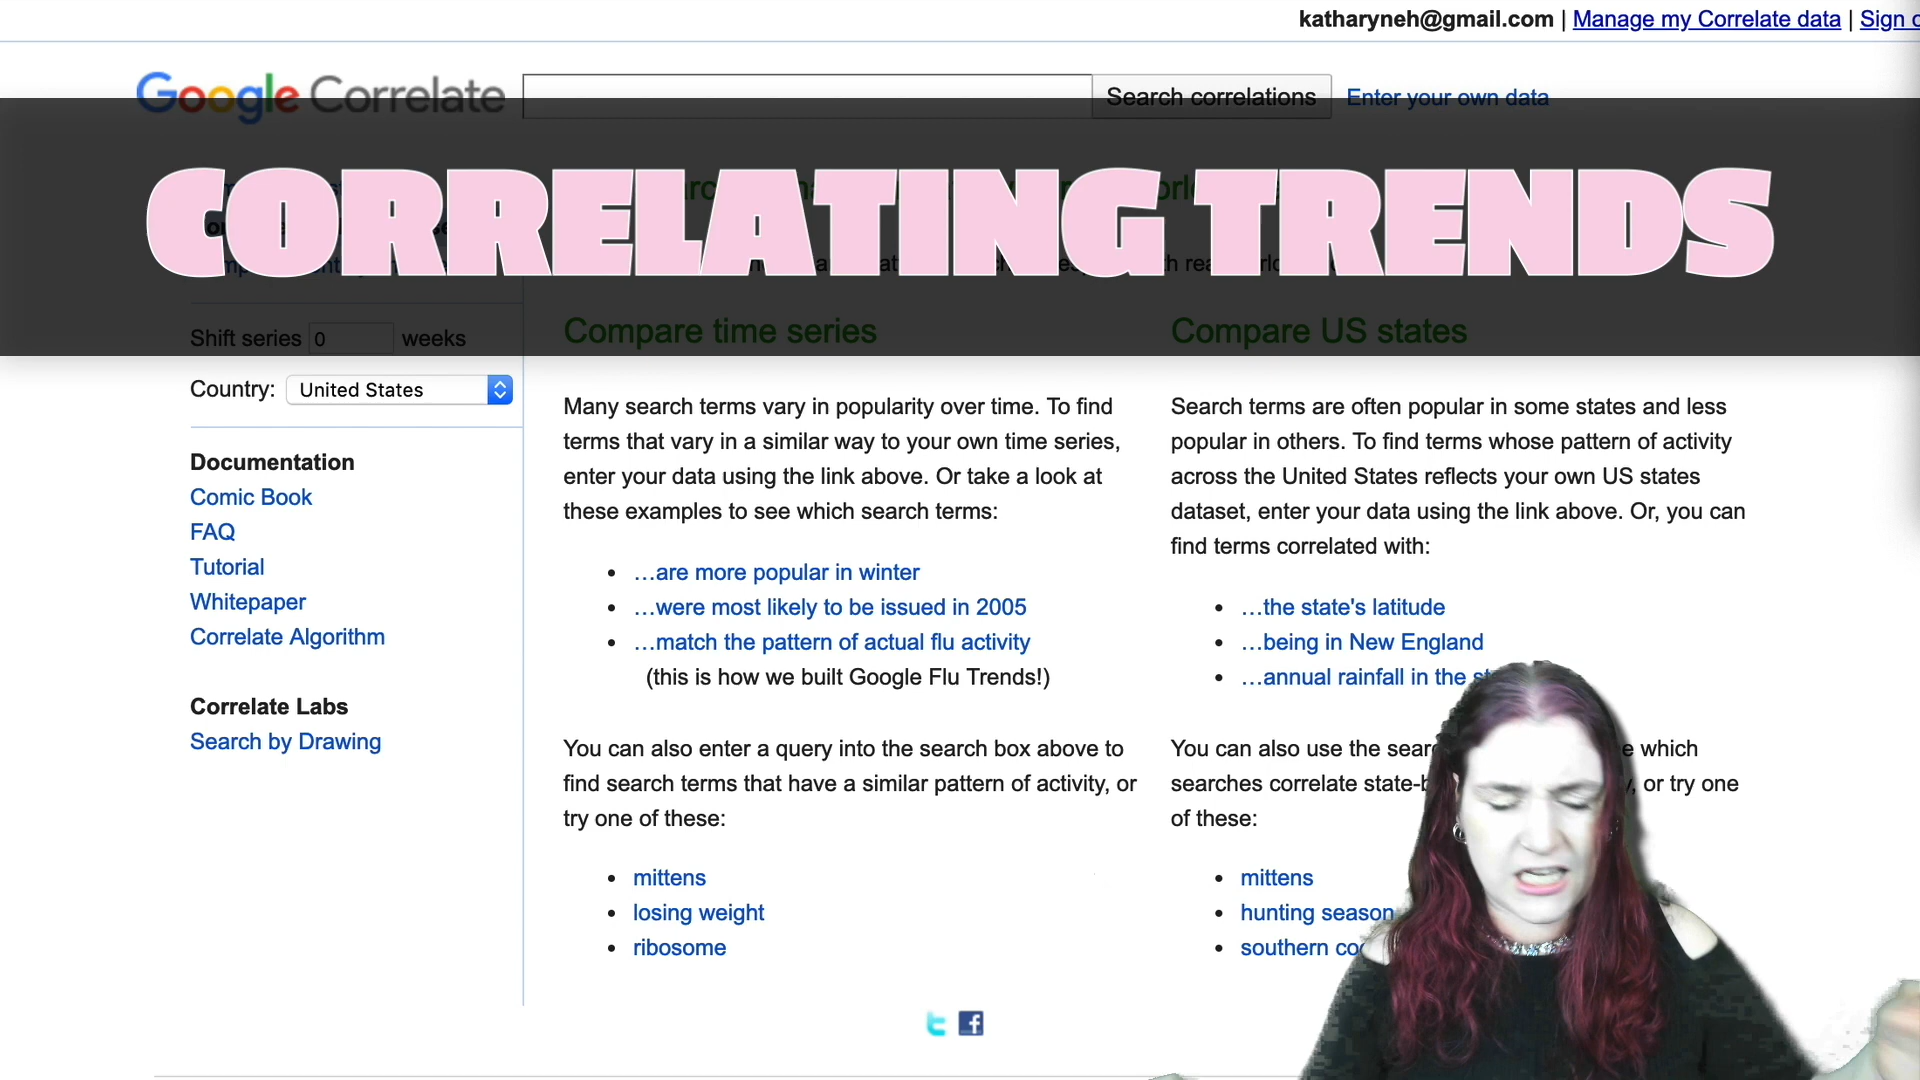 katharyneh@gmail.com | Manage my Correlate data | Sign
Google Correlate Search correlations Enter your own data
CORRELATING TRENDS
Shift series 0 weeks
Country: United States
Documentation
Comic Book
FAQ
Tutorial
Whitepaper
Correlate Algorithm
Correlate Labs
Search by Drawing
Compare time series
Many search terms vary in popularity over time. To find
terms that vary in a similar way to your own time series,
enter your data using the link above. Or take a look at
these examples to see which search terms:
…are more popular in winter
…were most likely to be issued in 2005
…match the pattern of actual flu activity
(this is how we built Google Flu Trends!)
You can also enter a query into the search box above to
find search terms that have a similar pattern of activity, or
try one of these:
mittens
losing weight
ribosome
Compare US states
Search terms are often popular in some states and less
popular in others. To find terms whose pattern of activity
across the United States reflects your own US states
dataset, enter your data using the link above. Or, you can
find terms correlated with:
…the state's latitude
…being in New England
…annual rainfall in the
You can also use the which
searches correlate or try one
of these:
mittens
hunting season
southern